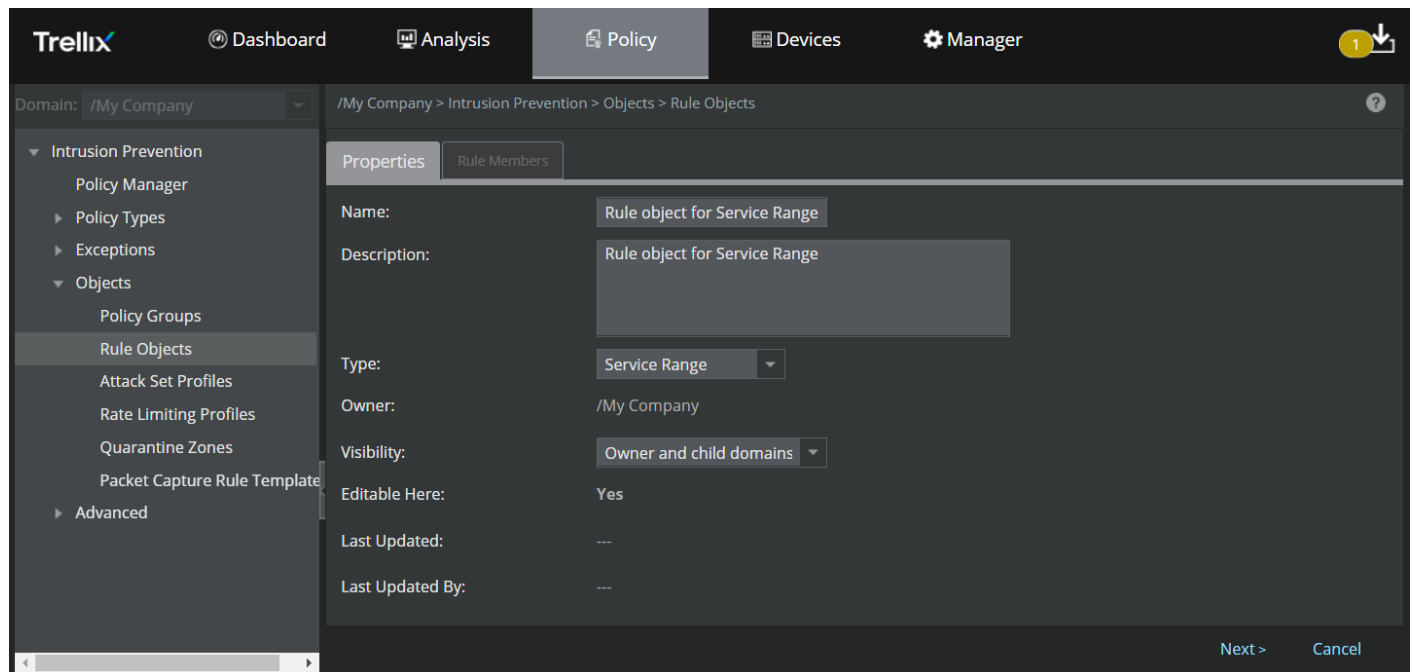 Trellix Dashboard Analysis Policy Devices Manager 1
Domain: /My Company
/My Company > Intrusion Prevention > Objects > Rule Objects ?
Intrusion Prevention
Policy Manager
Policy Types
Exceptions
Objects
Policy Groups
Rule Objects
Attack Set Profiles
Rate Limiting Profiles
Quarantine Zones
Packet Capture Rule Template
Advanced
Properties Rule Members
Name: Rule object for Service Range
Description: Rule object for Service Range
Type: Service Range
Owner: /My Company
Visibility: Owner and child domains
Editable Here: Yes
Last Updated: ---
Last Updated By: ---
Next > Cancel